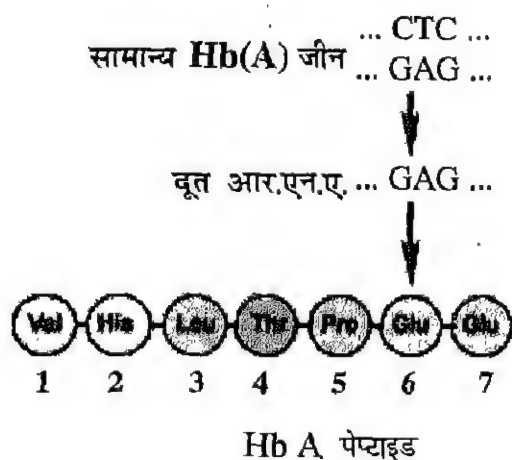 ... CTC ...
सामान्य Hb(A) जीन ... GAG ...
दूत आर.एन.ए. ... GAG ...
Val His Leu Thr Pro Glu Glu
1 2 3 4 5 6 7
Hb A पेप्टाइड